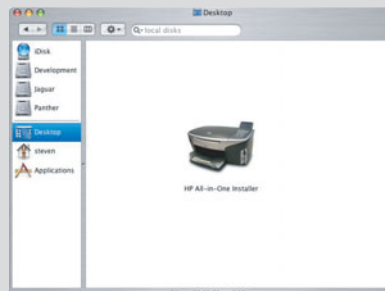 Desktop
local disks
iDisk
Development
Jaguar
Panther
Desktop
steven
Applications
HP All-in-One Installer